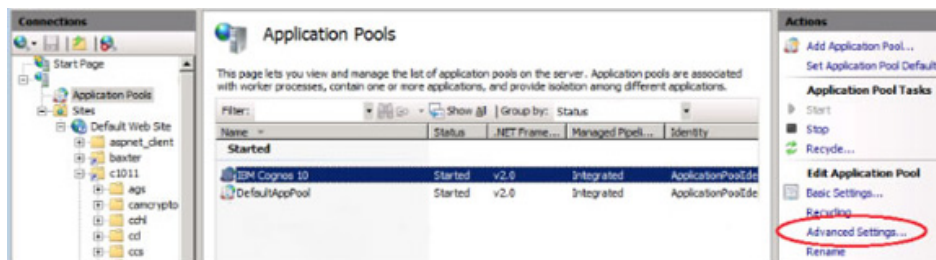 Connections
Start Page
Application Pools
Sites
Default Web Site
aspnet_client
baxter
c1011
ags
camcrypto
cchl
ccl
ccs
Application Pools
This page lets you view and manage the list of application pools on the server. Application pools are associated
with worker processes, contain one or more applications, and provide isolation among different applications.
Filter: Show All Group by: Status
Name Status .NET Frame... Managed Pipeli... Identity
Started
IBM Cognos 10 Started v2.0 Integrated ApplicationPoolIde
DefaultAppPool Started v2.0 Integrated ApplicationPoolIde
Actions
Add Application Pool...
Set Application Pool Default
Application Pool Tasks
Start
Stop
Recycle...
Edit Application Pool
Basic Settings...
Recycling
Advanced Settings...
Rename